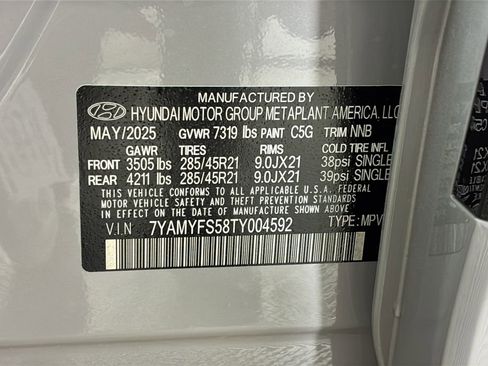 MANUFACTURED BY
HYUNDAI MOTOR GROUP METAPLANT AMERICA, LLC
MAY/2025 GVWR 7319 lbs PAINT C5G TRIM NNB
GAWR TIRES RIMS COLD TIRE INFL
FRONT 3505 lbs 285/45R21 9.0JX21 38psi SINGLE
REAR 4211 lbs 285/45R21 9.0JX21 39psi SINGLE
THIS VEHICLE CONFORMS TO ALL APPLICABLE U.S.A. FEDERAL
MOTOR VEHICLE SAFETY, BUMPER, AND THEFT PREVENTION
STANDARDS IN EFFECT ON THE DATE OF MANUFACTURE SHOWN ABOVE.
V.I.N 7YAMYFS58TY004592 TYPE: MPV